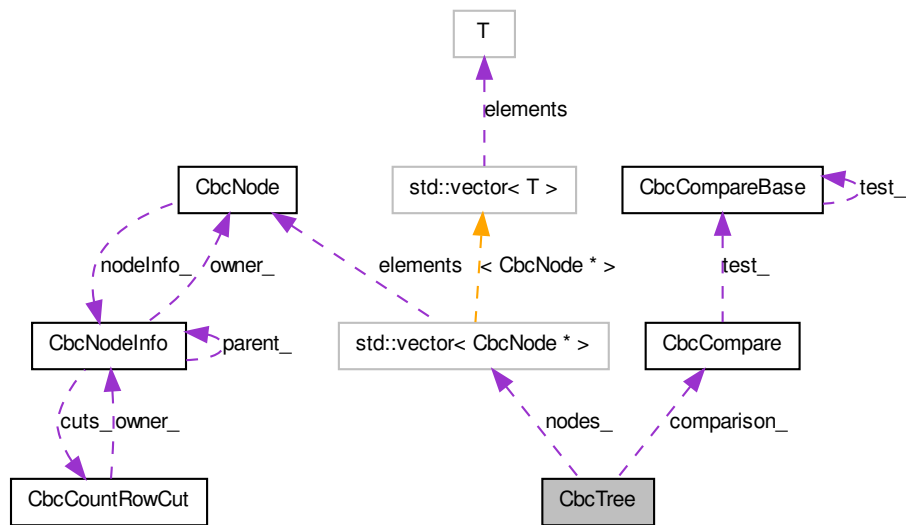 T
elements
CbcNode
std::vector< T >
CbcCompareBase
test_
nodeInfo_
owner_
elements
< CbcNode * >
test_
CbcNodeInfo
parent_
std::vector< CbcNode * >
CbcCompare
cuts_
owner_
nodes_
comparison_
CbcCountRowCut
CbcTree